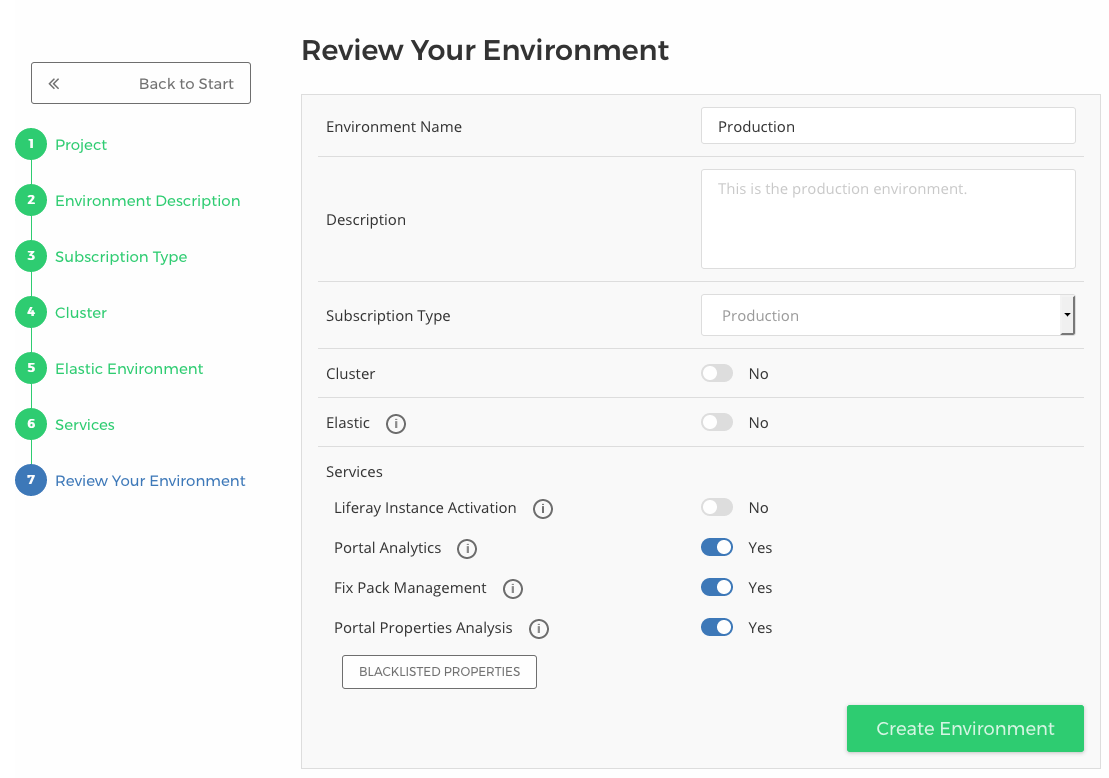 Review Your Environment
Back to Start
1 Project
2 Environment Description
3 Subscription Type
4 Cluster
5 Elastic Environment
6 Services
7 Review Your Environment
Environment Name Production
Description This is the production environment.
Subscription Type Production
Cluster No
Elastic i No
Services
Liferay Instance Activation i No
Portal Analytics i Yes
Fix Pack Management i Yes
Portal Properties Analysis i Yes
BLACKLISTED PROPERTIES
Create Environment